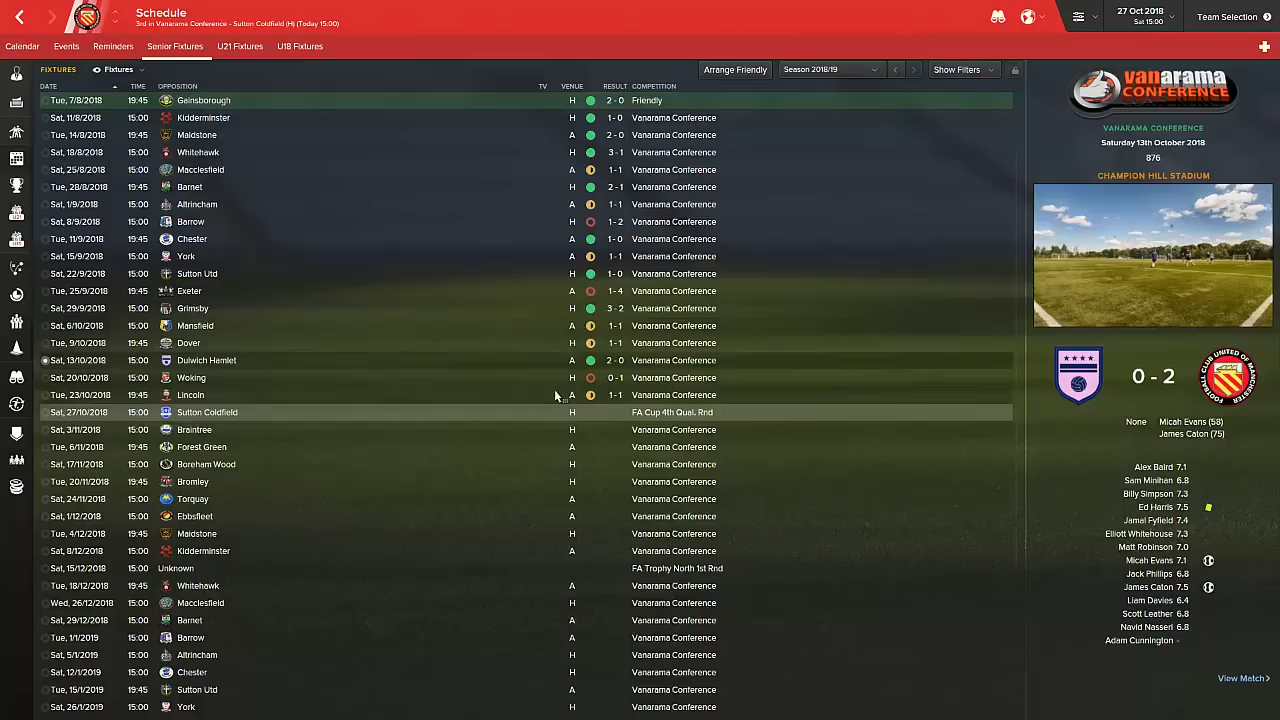 Schedule
3rd in Vanarama Conference - Sutton Coldfield (H) (Today 15:00)
27 Oct 2018
Sat 15:00
Team Selection
Calendar Events Reminders Senior Fixtures U21 Fixtures U18 Fixtures
FIXTURES Fixtures Arrange Friendly Season 2018/19 Show Filters
DATE TIME OPPOSITION TV VENUE RESULT COMPETITION
Tue, 7/8/2018 19:45 Gainsborough H 2 - 0 Friendly
Sat, 11/8/2018 15:00 Kidderminster H 1 - 0 Vanarama Conference
Tue, 14/8/2018 19:45 Maidstone A 2 - 0 Vanarama Conference
Sat, 18/8/2018 15:00 Whitehawk H 3 - 1 Vanarama Conference
Sat, 25/8/2018 15:00 Macclesfield A 1 - 1 Vanarama Conference
Tue, 28/8/2018 19:45 Barnet H 2 - 1 Vanarama Conference
Sat, 1/9/2018 15:00 Altrincham A 1 - 1 Vanarama Conference
Sat, 8/9/2018 15:00 Barrow H 1 - 2 Vanarama Conference
Tue, 11/9/2018 19:45 Chester A 1 - 0 Vanarama Conference
Sat, 15/9/2018 15:00 York A 1 - 1 Vanarama Conference
Sat, 22/9/2018 15:00 Sutton Utd H 1 - 0 Vanarama Conference
Tue, 25/9/2018 19:45 Exeter A 1 - 4 Vanarama Conference
Sat, 29/9/2018 15:00 Grimsby H 3 - 2 Vanarama Conference
Sat, 6/10/2018 15:00 Mansfield A 1 - 1 Vanarama Conference
Tue, 9/10/2018 19:45 Dover H 1 - 1 Vanarama Conference
Sat, 13/10/2018 15:00 Dulwich Hamlet A 2 - 0 Vanarama Conference
Sat, 20/10/2018 15:00 Woking H 0 - 1 Vanarama Conference
Tue, 23/10/2018 19:45 Lincoln A 1 - 1 Vanarama Conference
Sat, 27/10/2018 15:00 Sutton Coldfield H FA Cup 4th Qual. Rnd
Sat, 3/11/2018 15:00 Braintree H Vanarama Conference
Tue, 6/11/2018 19:45 Forest Green A Vanarama Conference
Sat, 17/11/2018 15:00 Boreham Wood H Vanarama Conference
Tue, 20/11/2018 19:45 Bromley H Vanarama Conference
Sat, 24/11/2018 15:00 Torquay A Vanarama Conference
Sat, 1/12/2018 15:00 Ebbsfleet A Vanarama Conference
Tue, 4/12/2018 19:45 Maidstone H Vanarama Conference
Sat, 8/12/2018 15:00 Kidderminster A Vanarama Conference
Sat, 15/12/2018 15:00 Unknown FA Trophy North 1st Rnd
Tue, 18/12/2018 19:45 Whitehawk A Vanarama Conference
Wed, 26/12/2018 15:00 Macclesfield H Vanarama Conference
Sat, 29/12/2018 15:00 Barnet A Vanarama Conference
Tue, 1/1/2019 15:00 Barrow A Vanarama Conference
Sat, 5/1/2019 15:00 Altrincham H Vanarama Conference
Sat, 12/1/2019 15:00 Chester H Vanarama Conference
Tue, 15/1/2019 19:45 Sutton Utd A Vanarama Conference
Sat, 26/1/2019 15:00 York H Vanarama Conference
vanarama
CONFERENCE
VANARAMA CONFERENCE
Saturday 13th October 2018
876
CHAMPION HILL STADIUM
0 - 2
FOOTBALL CLUB UNITED OF MANCHESTER
None Micah Evans (58)
James Caton (75)
Alex Baird 7.1
Sam Minihan 6.8
Billy Simpson 7.3
Ed Harris 7.5
Jamal Fyfield 7.4
Elliott Whitehouse 7.3
Matt Robinson 7.0
Micah Evans 7.1
Jack Phillips 6.8
James Caton 7.5
Liam Davies 6.4
Scott Leather 6.8
Navid Nasseri 6.8
Adam Cunnington -
View Match